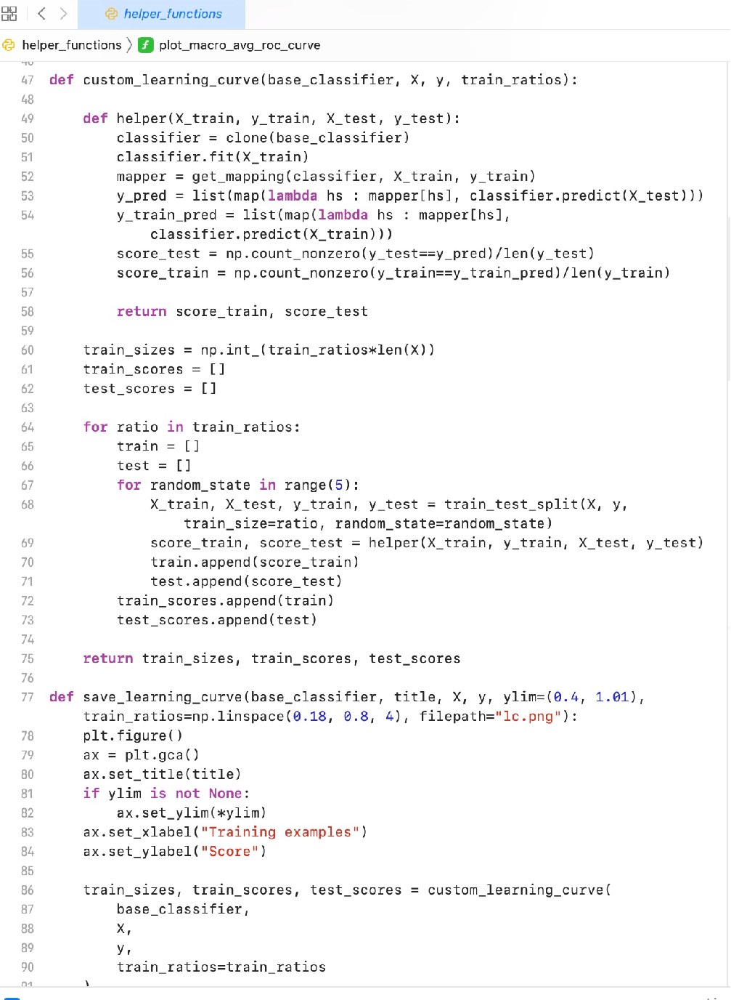 helper_functions
helper_functions 〉 f plot_macro_avg_roc_curve
47 def custom_learning_curve(base_classifier, X, y, train_ratios):
48
49 def helper(X_train, y_train, X_test, y_test):
50 classifier = clone(base_classifier)
51 classifier.fit(X_train)
52 mapper = get_mapping(classifier, X_train, y_train)
53 y_pred = list(map(lambda hs : mapper[hs], classifier.predict(X_test)))
54 y_train_pred = list(map(lambda hs : mapper[hs],
classifier.predict(X_train)))
55 score_test = np.count_nonzero(y_test==y_pred)/len(y_test)
56 score_train = np.count_nonzero(y_train==y_train_pred)/len(y_train)
57
58 return score_train, score_test
59
60 train_sizes = np.int_(train_ratios*len(X))
61 train_scores = []
62 test_scores = []
63
64 for ratio in train_ratios:
65 train = []
66 test = []
67 for random_state in range(5):
68 X_train, X_test, y_train, y_test = train_test_split(X, y,
train_size=ratio, random_state=random_state)
69 score_train, score_test = helper(X_train, y_train, X_test, y_test)
70 train.append(score_train)
71 test.append(score_test)
72 train_scores.append(train)
73 test_scores.append(test)
74
75 return train_sizes, train_scores, test_scores
76
77 def save_learning_curve(base_classifier, title, X, y, ylim=(0.4, 1.01),
train_ratios=np.linspace(0.18, 0.8, 4), filepath="lc.png"):
78 plt.figure()
79 ax = plt.gca()
80 ax.set_title(title)
81 if ylim is not None:
82 ax.set_ylim(*ylim)
83 ax.set_xlabel("Training examples")
84 ax.set_ylabel("Score")
85
86 train_sizes, train_scores, test_scores = custom_learning_curve(
87 base_classifier,
88 X,
89 y,
90 train_ratios=train_ratios
91 )